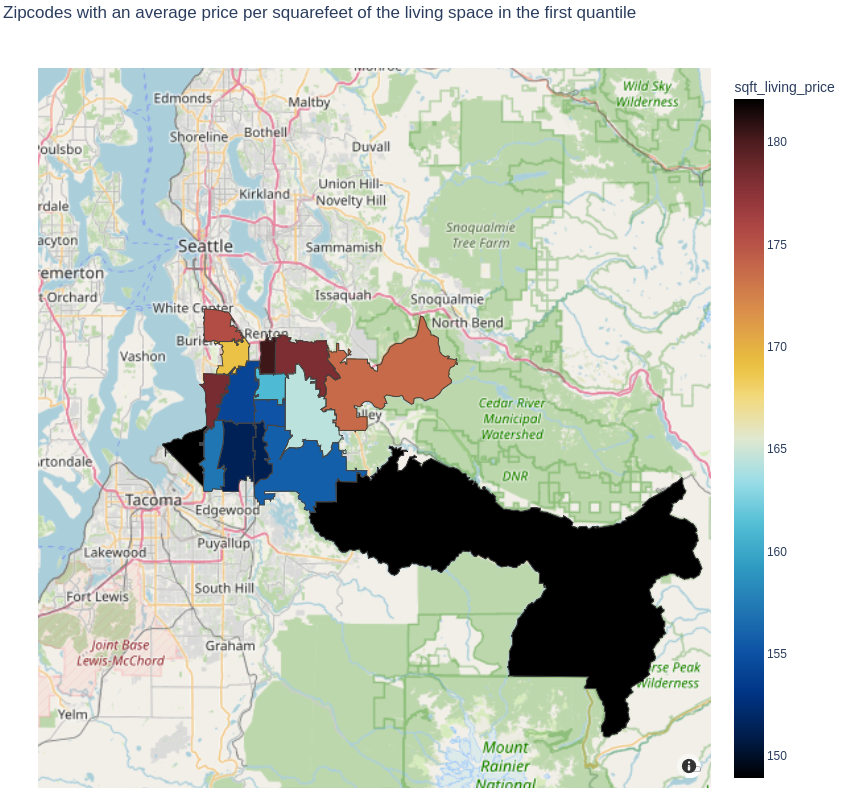 Zipcodes with an average price per squarefeet of the living space in the first quantile
sqft_living_price
180
175
170
165
160
155
150
Monroe
Edmonds
Maltby
Wild Sky
Wilderness
Shoreline
Bothell
Duvall
oulsbo
Kirkland
Union Hill-
Novelty Hill
rdale
acyton
Seattle
Sammamish
Snoqualmie
Tree Farm
emerton
t Orchard
Issaquah
Snoqualmie
White Center
North Bend
Burie
Renton
Vashon
lley
Cedar River
Municipal
Watershed
rtondale
DNR
Tacoma
Edgewood
Puyallup
Lakewood
Fort Lewis
South Hill
Joint Base
Lewis-McChord
Graham
rse Peak
Wilderness
Yelm
Mount
Rainier
National